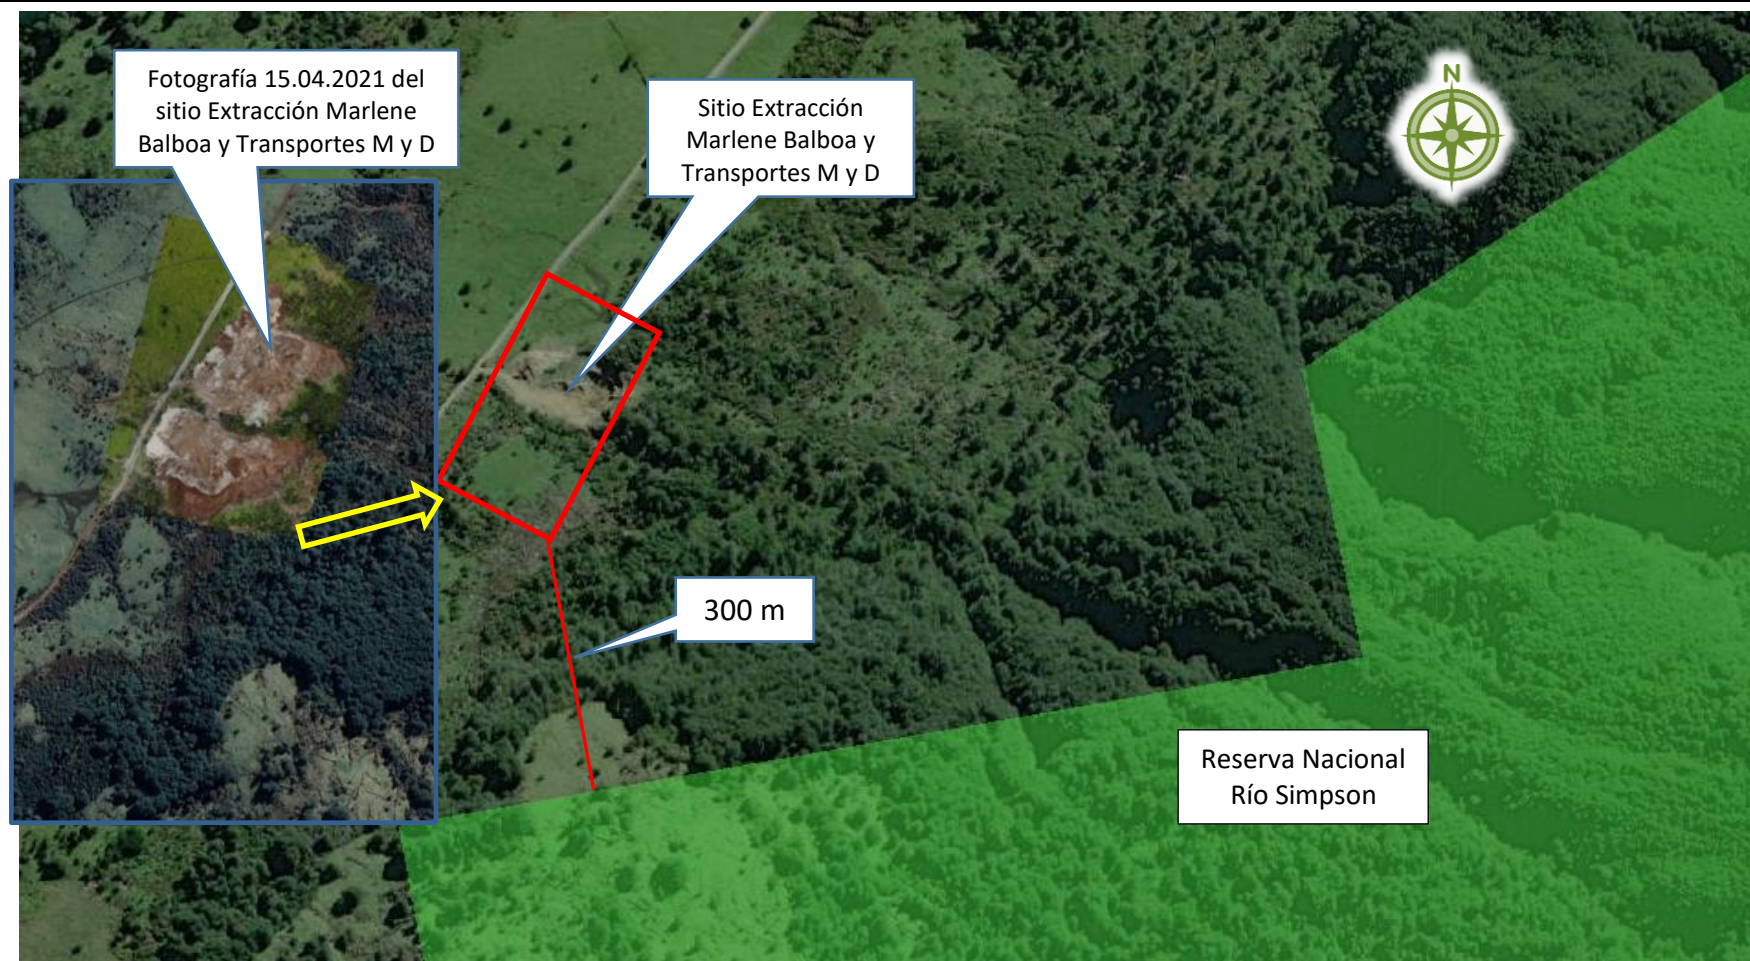 Fotografía 15.04.2021 del
sitio Extracción Marlene
Balboa y Transportes M y D
Sitio Extracción
Marlene Balboa y
Transportes M y D
N
300 m
Reserva Nacional
Río Simpson